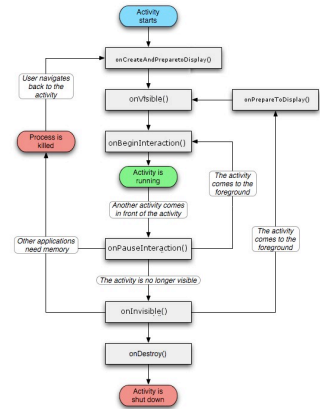 Activity
starts
onCreateAndPreparetoDisplay()
User navigates
back to the
activity
onVisible()
onPrepareToDisplay()
Process is
killed
onBeginInteraction()
Activity is
running
The activity
comes to the
foreground
Another activity comes
in front of the activity
The activity
comes to the
foreground
Other applications
need memory
onPauseInteraction()
The activity is no longer visible
onInvisible()
onDestroy()
Activity is
shut down